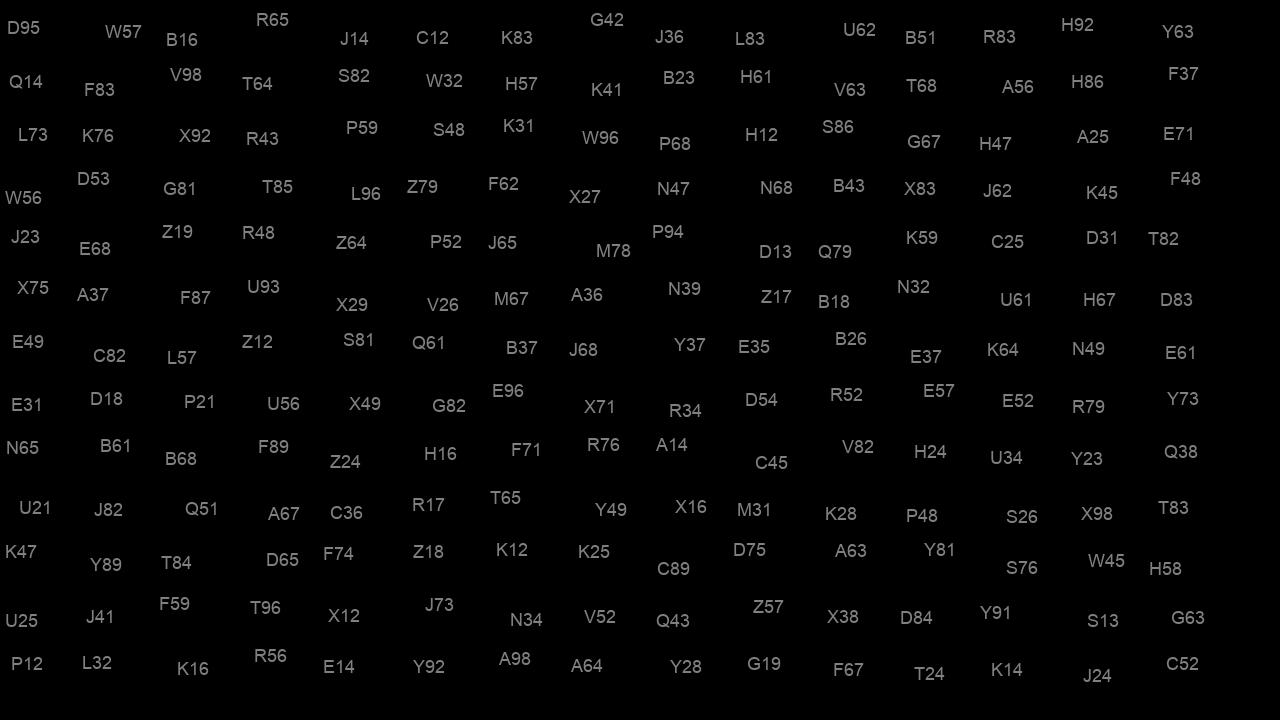 D95 W57 B16 R65 J14 C12 K83 G42 J36 L83 U62 B51 R83 H92 Y63
Q14 F83 V98 T64 S82 W32 H57 K41 B23 H61 V63 T68 A56 H86 F37
L73 K76 X92 R43 P59 S48 K31 W96 P68 H12 S86 G67 H47 A25 E71
W56 D53 G81 T85 L96 Z79 F62 X27 N47 N68 B43 X83 J62 K45 F48
J23 E68 Z19 R48 Z64 P52 J65 M78 P94 D13 Q79 K59 C25 D31 T82
X75 A37 F87 U93 X29 V26 M67 A36 N39 Z17 B18 N32 U61 H67 D83
E49 C82 L57 Z12 S81 Q61 B37 J68 Y37 E35 B26 E37 K64 N49 E61
E31 D18 P21 U56 X49 G82 E96 X71 R34 D54 R52 E57 E52 R79 Y73
N65 B61 B68 F89 Z24 H16 F71 R76 A14 C45 V82 H24 U34 Y23 Q38
U21 J82 Q51 A67 C36 R17 T65 Y49 X16 M31 K28 P48 S26 X98 T83
K47 Y89 T84 D65 F74 Z18 K12 K25 C89 D75 A63 Y81 S76 W45 H58
U25 J41 F59 T96 X12 J73 N34 V52 Q43 Z57 X38 D84 Y91 S13 G63
P12 L32 K16 R56 E14 Y92 A98 A64 Y28 G19 F67 T24 K14 J24 C52